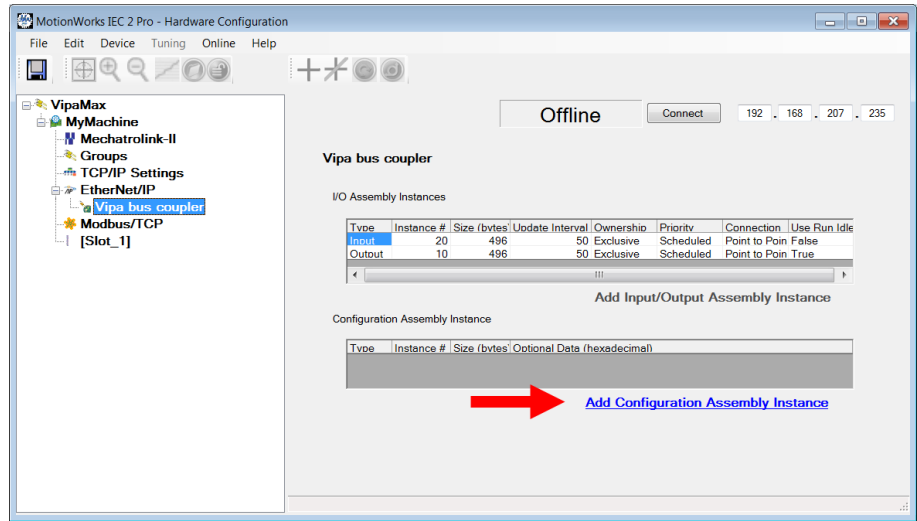 MotionWorks IEC 2 Pro - Hardware Configuration
File Edit Device Tuning Online Help
VipaMax
MyMachine
Mechatrolink-II
Groups
TCP/IP Settings
EtherNet/IP
Vipa bus coupler
Modbus/TCP
[Slot_1]
Offline Connect 192 . 168 . 207 . 235
Vipa bus coupler
I/O Assembly Instances
Type Instance # Size (bytes) Update Interval Ownership Priority Connection Use Run Idle
Input 20 496 50 Exclusive Scheduled Point to Poin False
Output 10 496 50 Exclusive Scheduled Point to Poin True
Add Input/Output Assembly Instance
Configuration Assembly Instance
Type Instance # Size (bytes) Optional Data (hexadecimal)
Add Configuration Assembly Instance